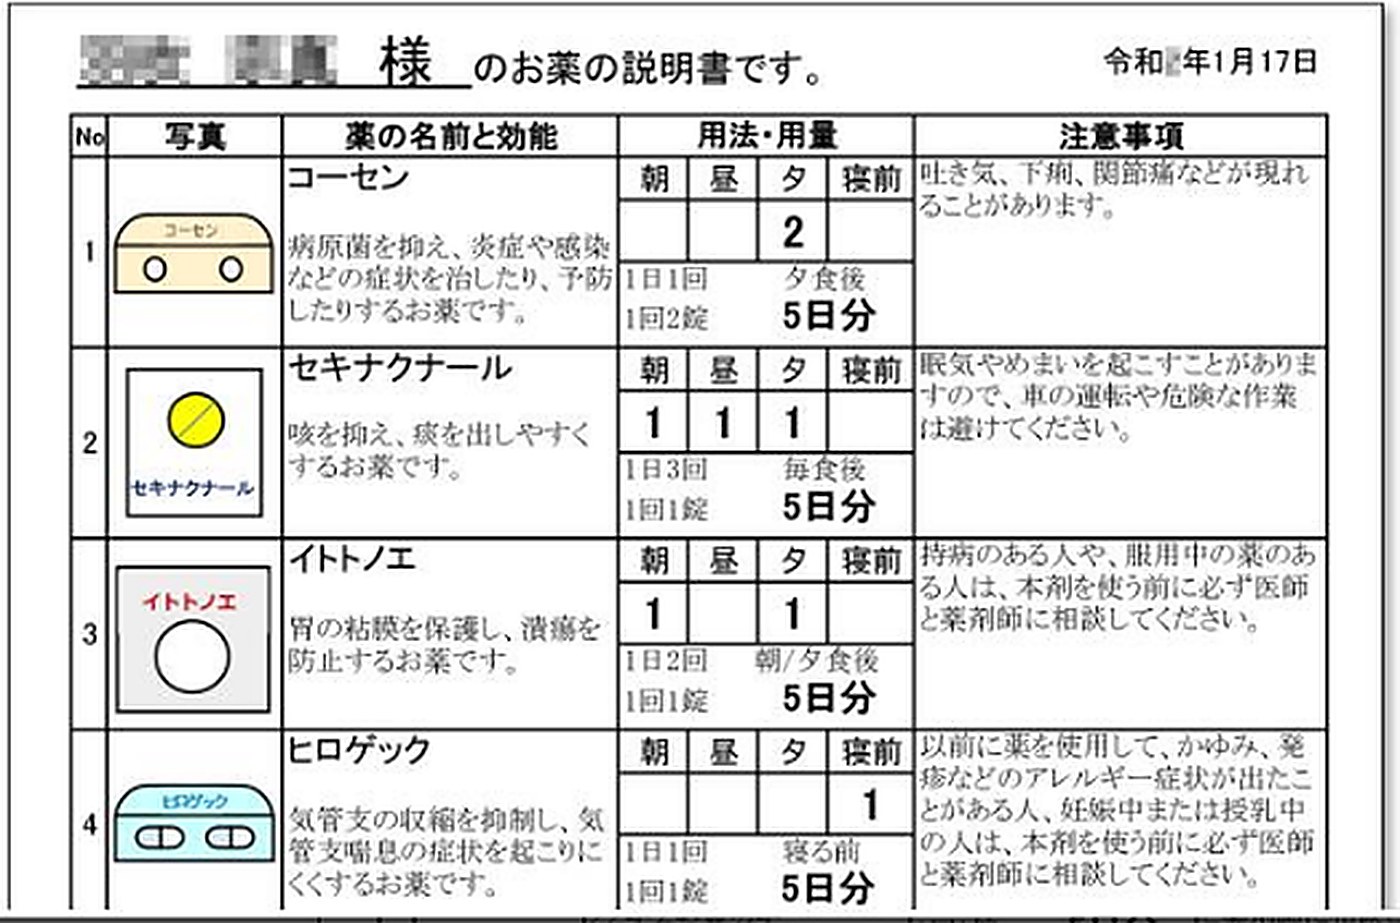 様 のお薬の説明書です。
令和 年1月17日
No 写真 薬の名前と効能 用法・用量 注意事項
1
コーセン
コーセン
病原菌を抑え、炎症や感染
などの症状を治したり、予防
したりするお薬です。
朝 昼 夕 寝前
2
1日1回 夕食後
1回2錠 5日分
吐き気、下痢、関節痛などが現れ
ることがあります。
2
セキナクナール
セキナクナール
咳を抑え、痰を出しやすく
するお薬です。
朝 昼 夕 寝前
1 1 1
1日3回 毎食後
1回1錠 5日分
眠気やめまいを起こすことがありま
すので、車の運転や危険な作業
は避けてください。
3
イトトノエ
イトトノエ
胃の粘膜を保護し、潰瘍を
防止するお薬です。
朝 昼 夕 寝前
1 1
1日2回 朝/夕食後
1回1錠 5日分
持病のある人や、服用中の薬のあ
る人は、本剤を使う前に必ず医師
と薬剤師に相談してください。
4
ヒロゲック
ヒロゲック
気管支の収縮を抑制し、気
管支喘息の症状を起こりに
くくするお薬です。
朝 昼 夕 寝前
1
1日1回 寝る前
1回1錠 5日分
以前に薬を使用して、かゆみ、発
疹などのアレルギー症状が出たこ
とがある人、妊娠中または授乳中
の人は、本剤を使う前に必ず医師
と薬剤師に相談してください。